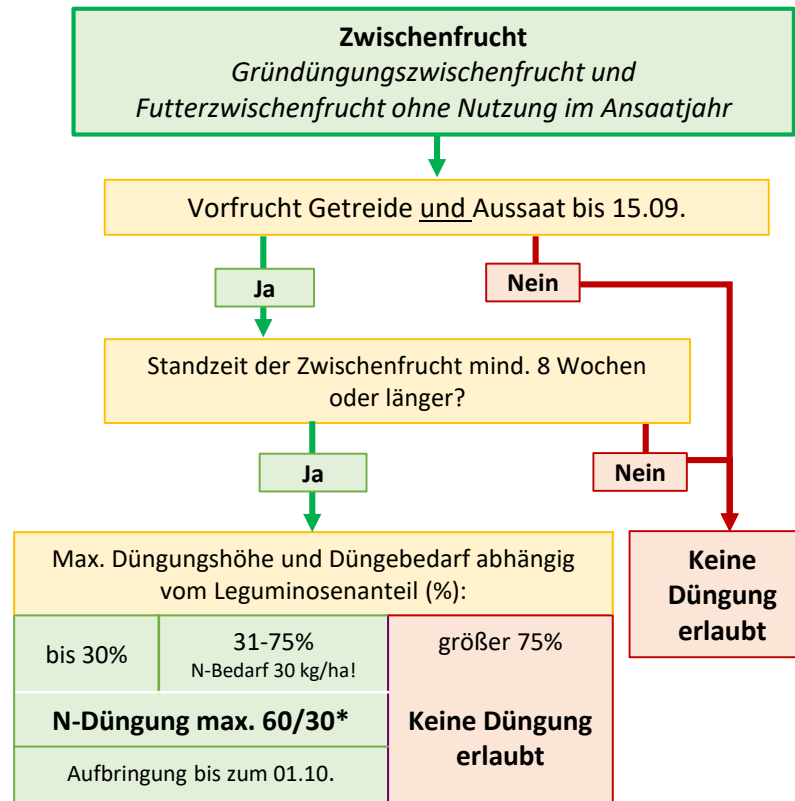 Zwischenfrucht
Gründüngungszwischenfrucht und
Futterzwischenfrucht ohne Nutzung im Ansaatjahr
Vorfrucht Getreide und Aussaat bis 15.09.
Ja
Nein
Standzeit der Zwischenfrucht mind. 8 Wochen
oder länger?
Ja
Nein
Max. Düngungshöhe und Düngebedarf abhängig
vom Leguminosenanteil (%):
Keine
Düngung
erlaubt
bis 30%
31-75%
N-Bedarf 30 kg/ha!
größer 75%
N-Düngung max. 60/30*
Keine Düngung
erlaubt
Aufbringung bis zum 01.10.